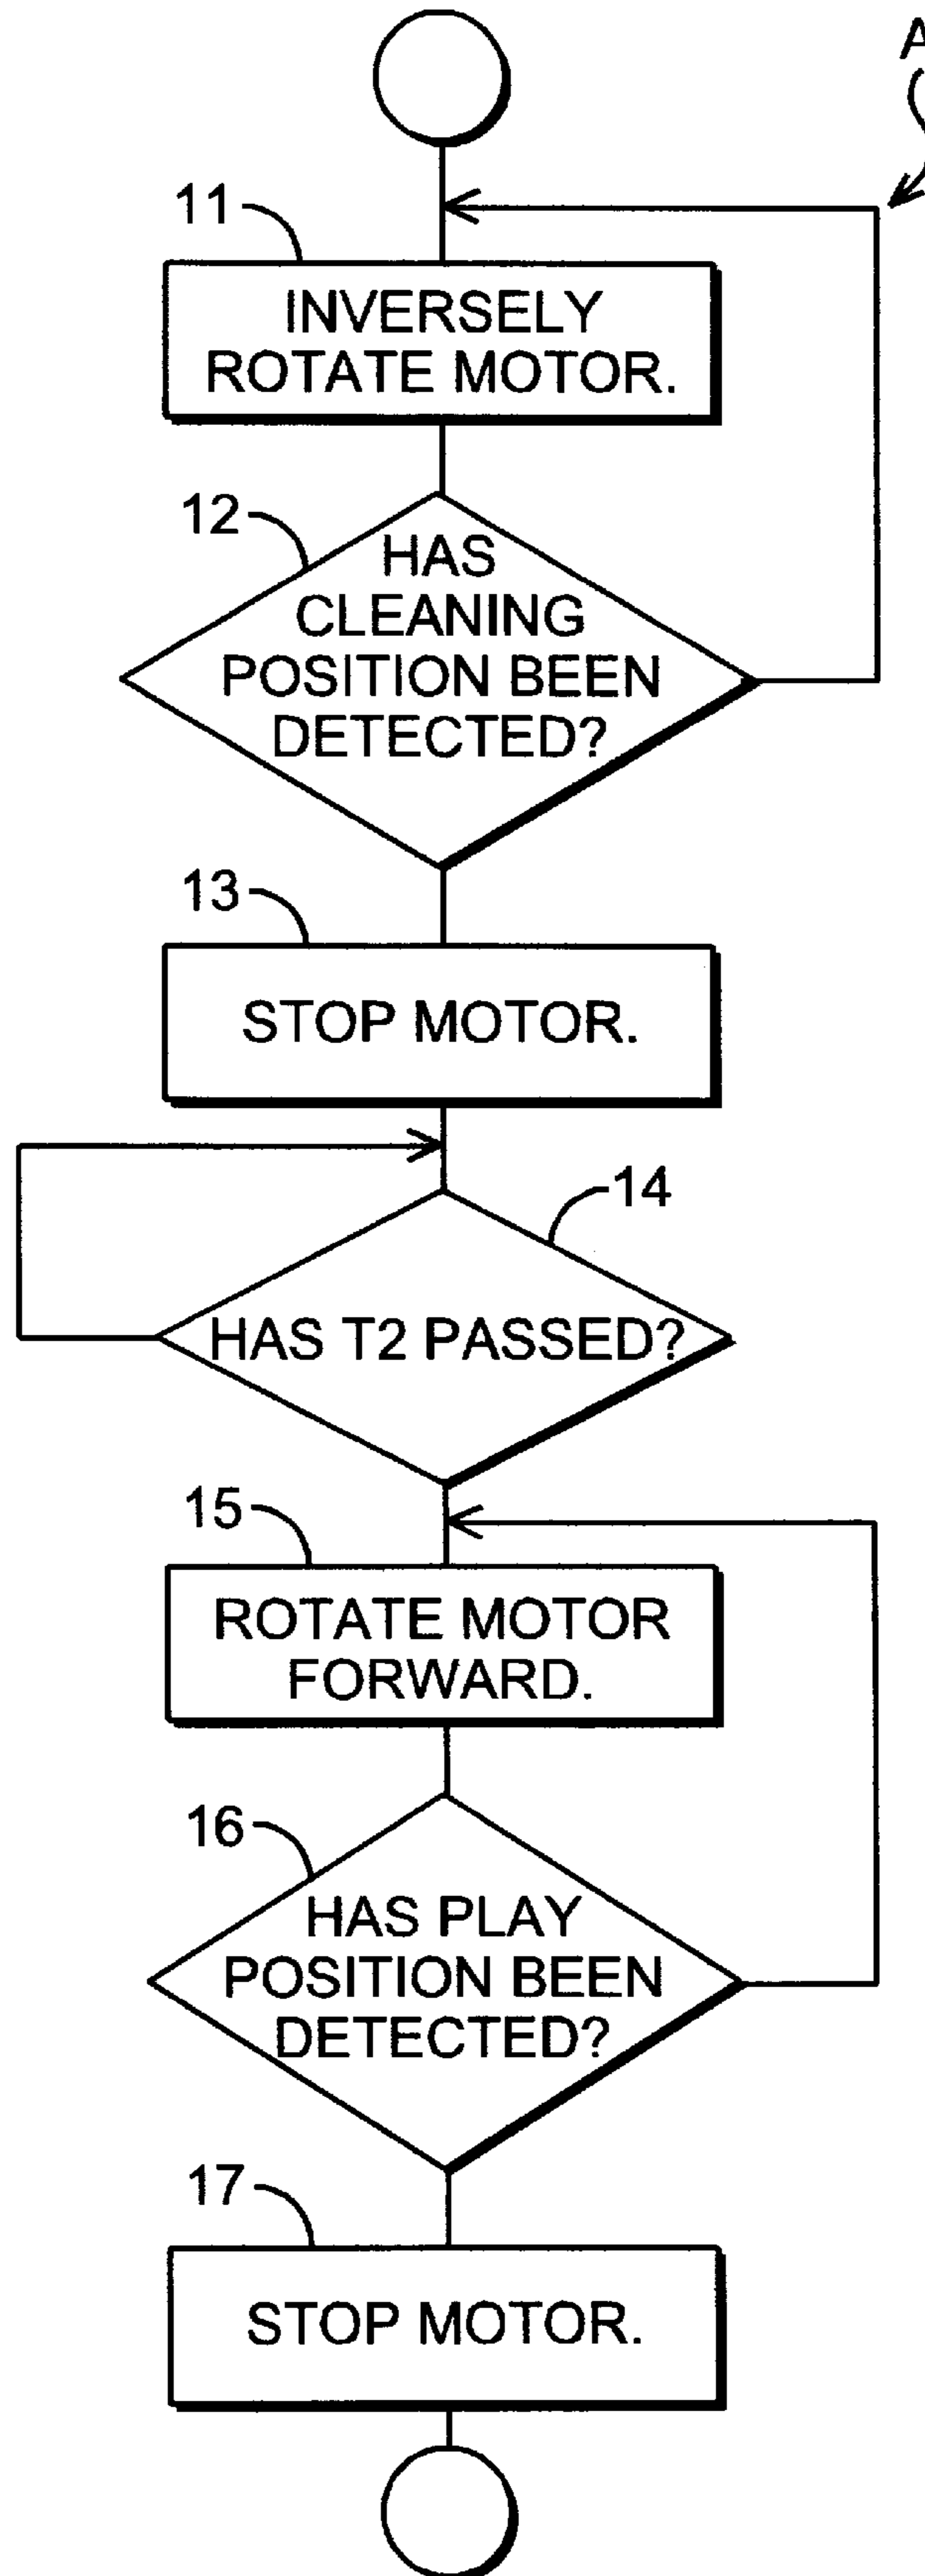 A
11
INVERSELY
ROTATE MOTOR.
12
HAS
CLEANING
POSITION BEEN
DETECTED?
13
STOP MOTOR.
14
HAS T2 PASSED?
15
ROTATE MOTOR
FORWARD.
16
HAS PLAY
POSITION BEEN
DETECTED?
17
STOP MOTOR.